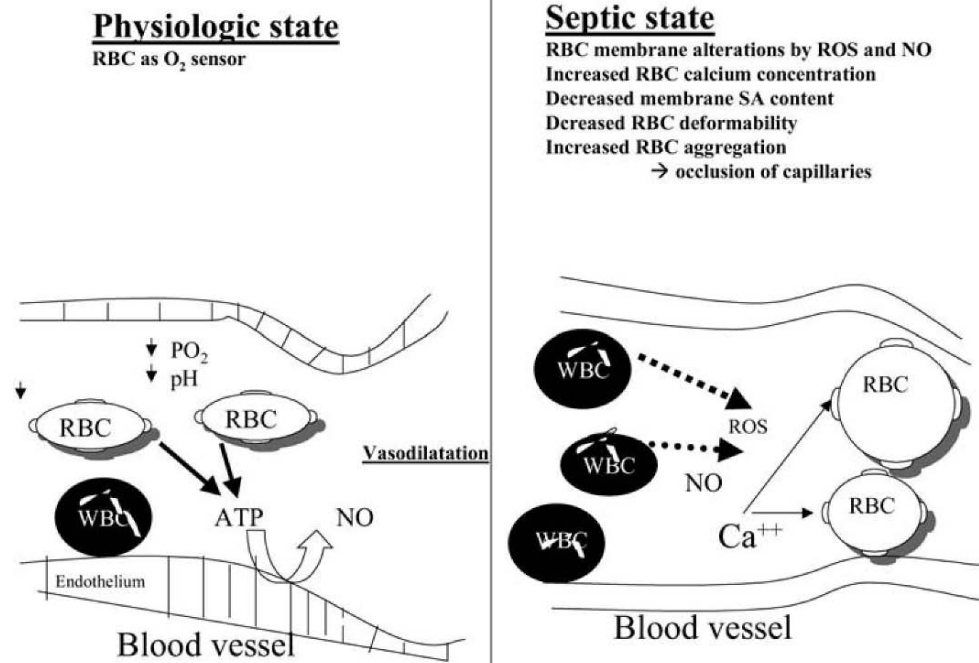 Physiologic state
RBC as O₂ sensor
PO₂
pH
RBC
RBC
Vasodilatation
WBC
ATP
NO
Endothelium
Blood vessel
Septic state
RBC membrane alterations by ROS and NO
Increased RBC calcium concentration
Decreased membrane SA content
Dcreased RBC deformability
Increased RBC aggregation
→ occlusion of capillaries
WBC
RBC
ROS
WBC
NO
RBC
Ca⁺⁺
WBC
Blood vessel